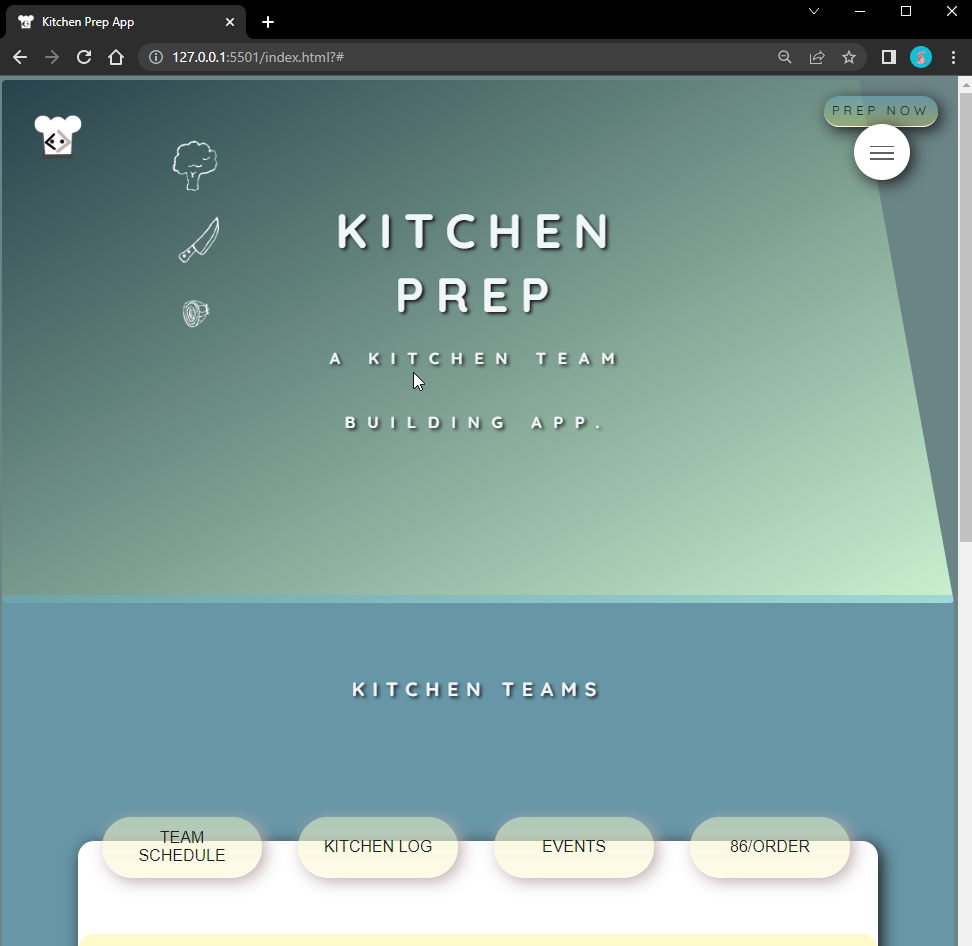 Kitchen Prep App
127.0.0.1:5501/index.html?#
PREP NOW
KITCHEN
PREP
A KITCHEN TEAM
BUILDING APP.
KITCHEN TEAMS
TEAM
SCHEDULE
KITCHEN LOG
EVENTS
86/ORDER